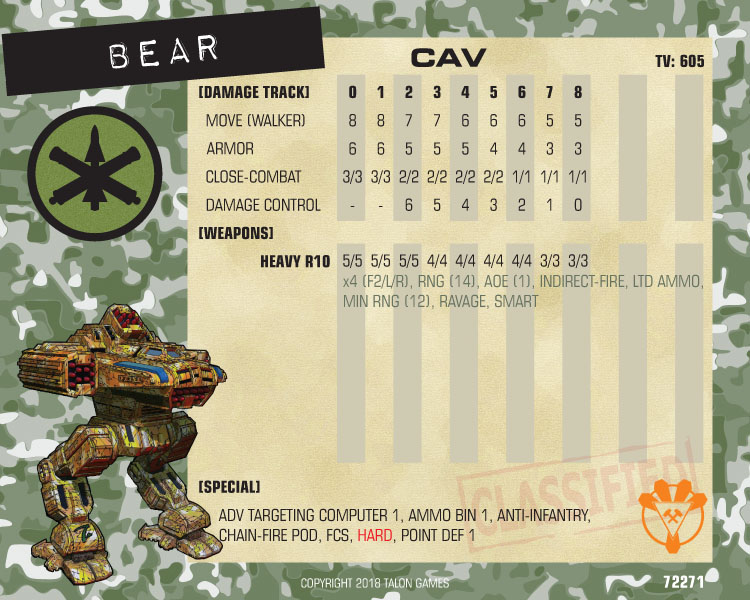 BEAR
CAV TV: 605
[DAMAGE TRACK] 0 1 2 3 4 5 6 7 8
MOVE (WALKER) 8 8 7 7 6 6 6 5 5
ARMOR 6 6 5 5 5 4 4 3 3
CLOSE-COMBAT 3/3 3/3 2/2 2/2 2/2 2/2 1/1 1/1 1/1
DAMAGE CONTROL - - 6 5 4 3 2 1 0
[WEAPONS]
HEAVY R10 5/5 5/5 5/5 4/4 4/4 4/4 4/4 3/3 3/3
x4 (F2/L/R), RNG (14), AOE (1), INDIRECT-FIRE, LTD AMMO,
MIN RNG (12), RAVAGE, SMART
CLASSIFIED
[SPECIAL]
ADV TARGETING COMPUTER 1, AMMO BIN 1, ANTI-INFANTRY,
CHAIN-FIRE POD, FCS, HARD, POINT DEF 1
COPYRIGHT 2018 TALON GAMES
72271